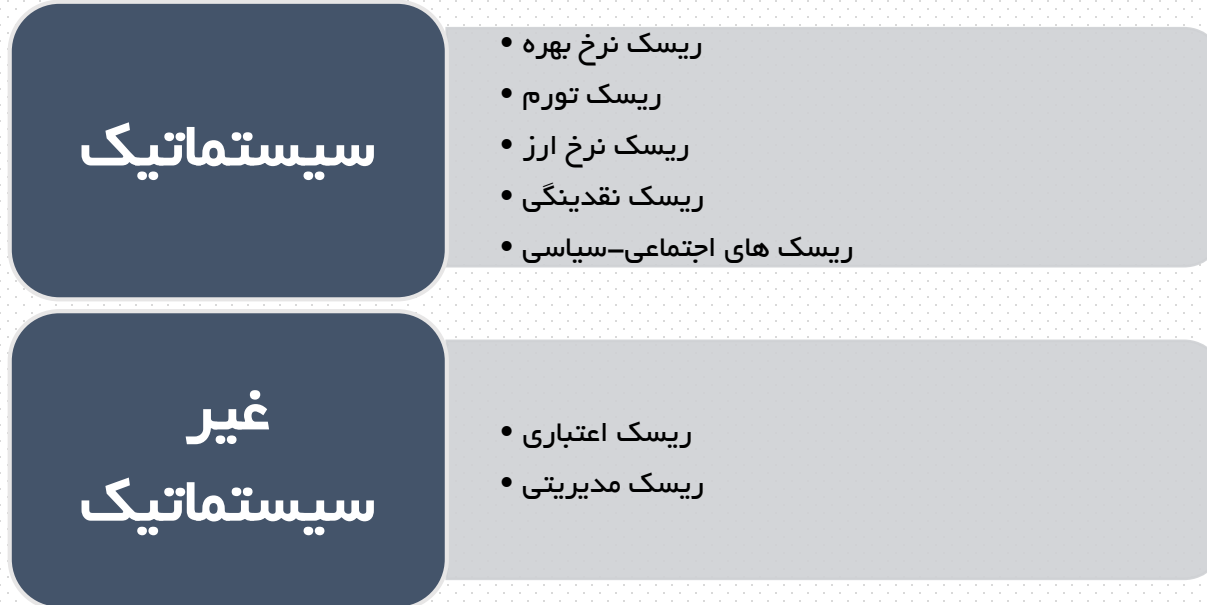 سیستماتیک
• ریسک نرخ بهره
• ریسک تورم
• ریسک نرخ ارز
• ریسک نقدینگی
• ریسک های اجتماعی-سیاسی
غیر
سیستماتیک
• ریسک اعتباری
• ریسک مدیریتی